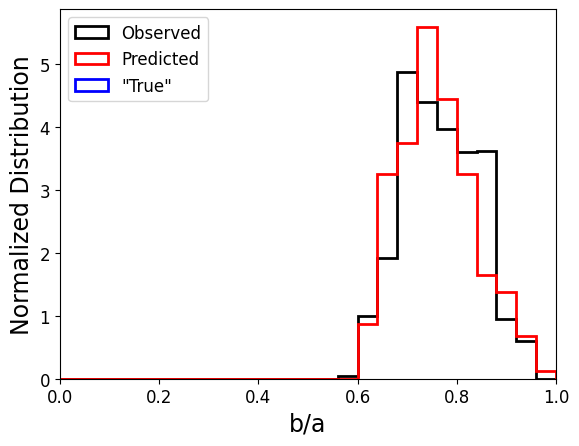 Observed
Predicted
"True"
Normalized Distribution
5
4
3
2
1
0
0.0 0.2 0.4 0.6 0.8 1.0
b/a